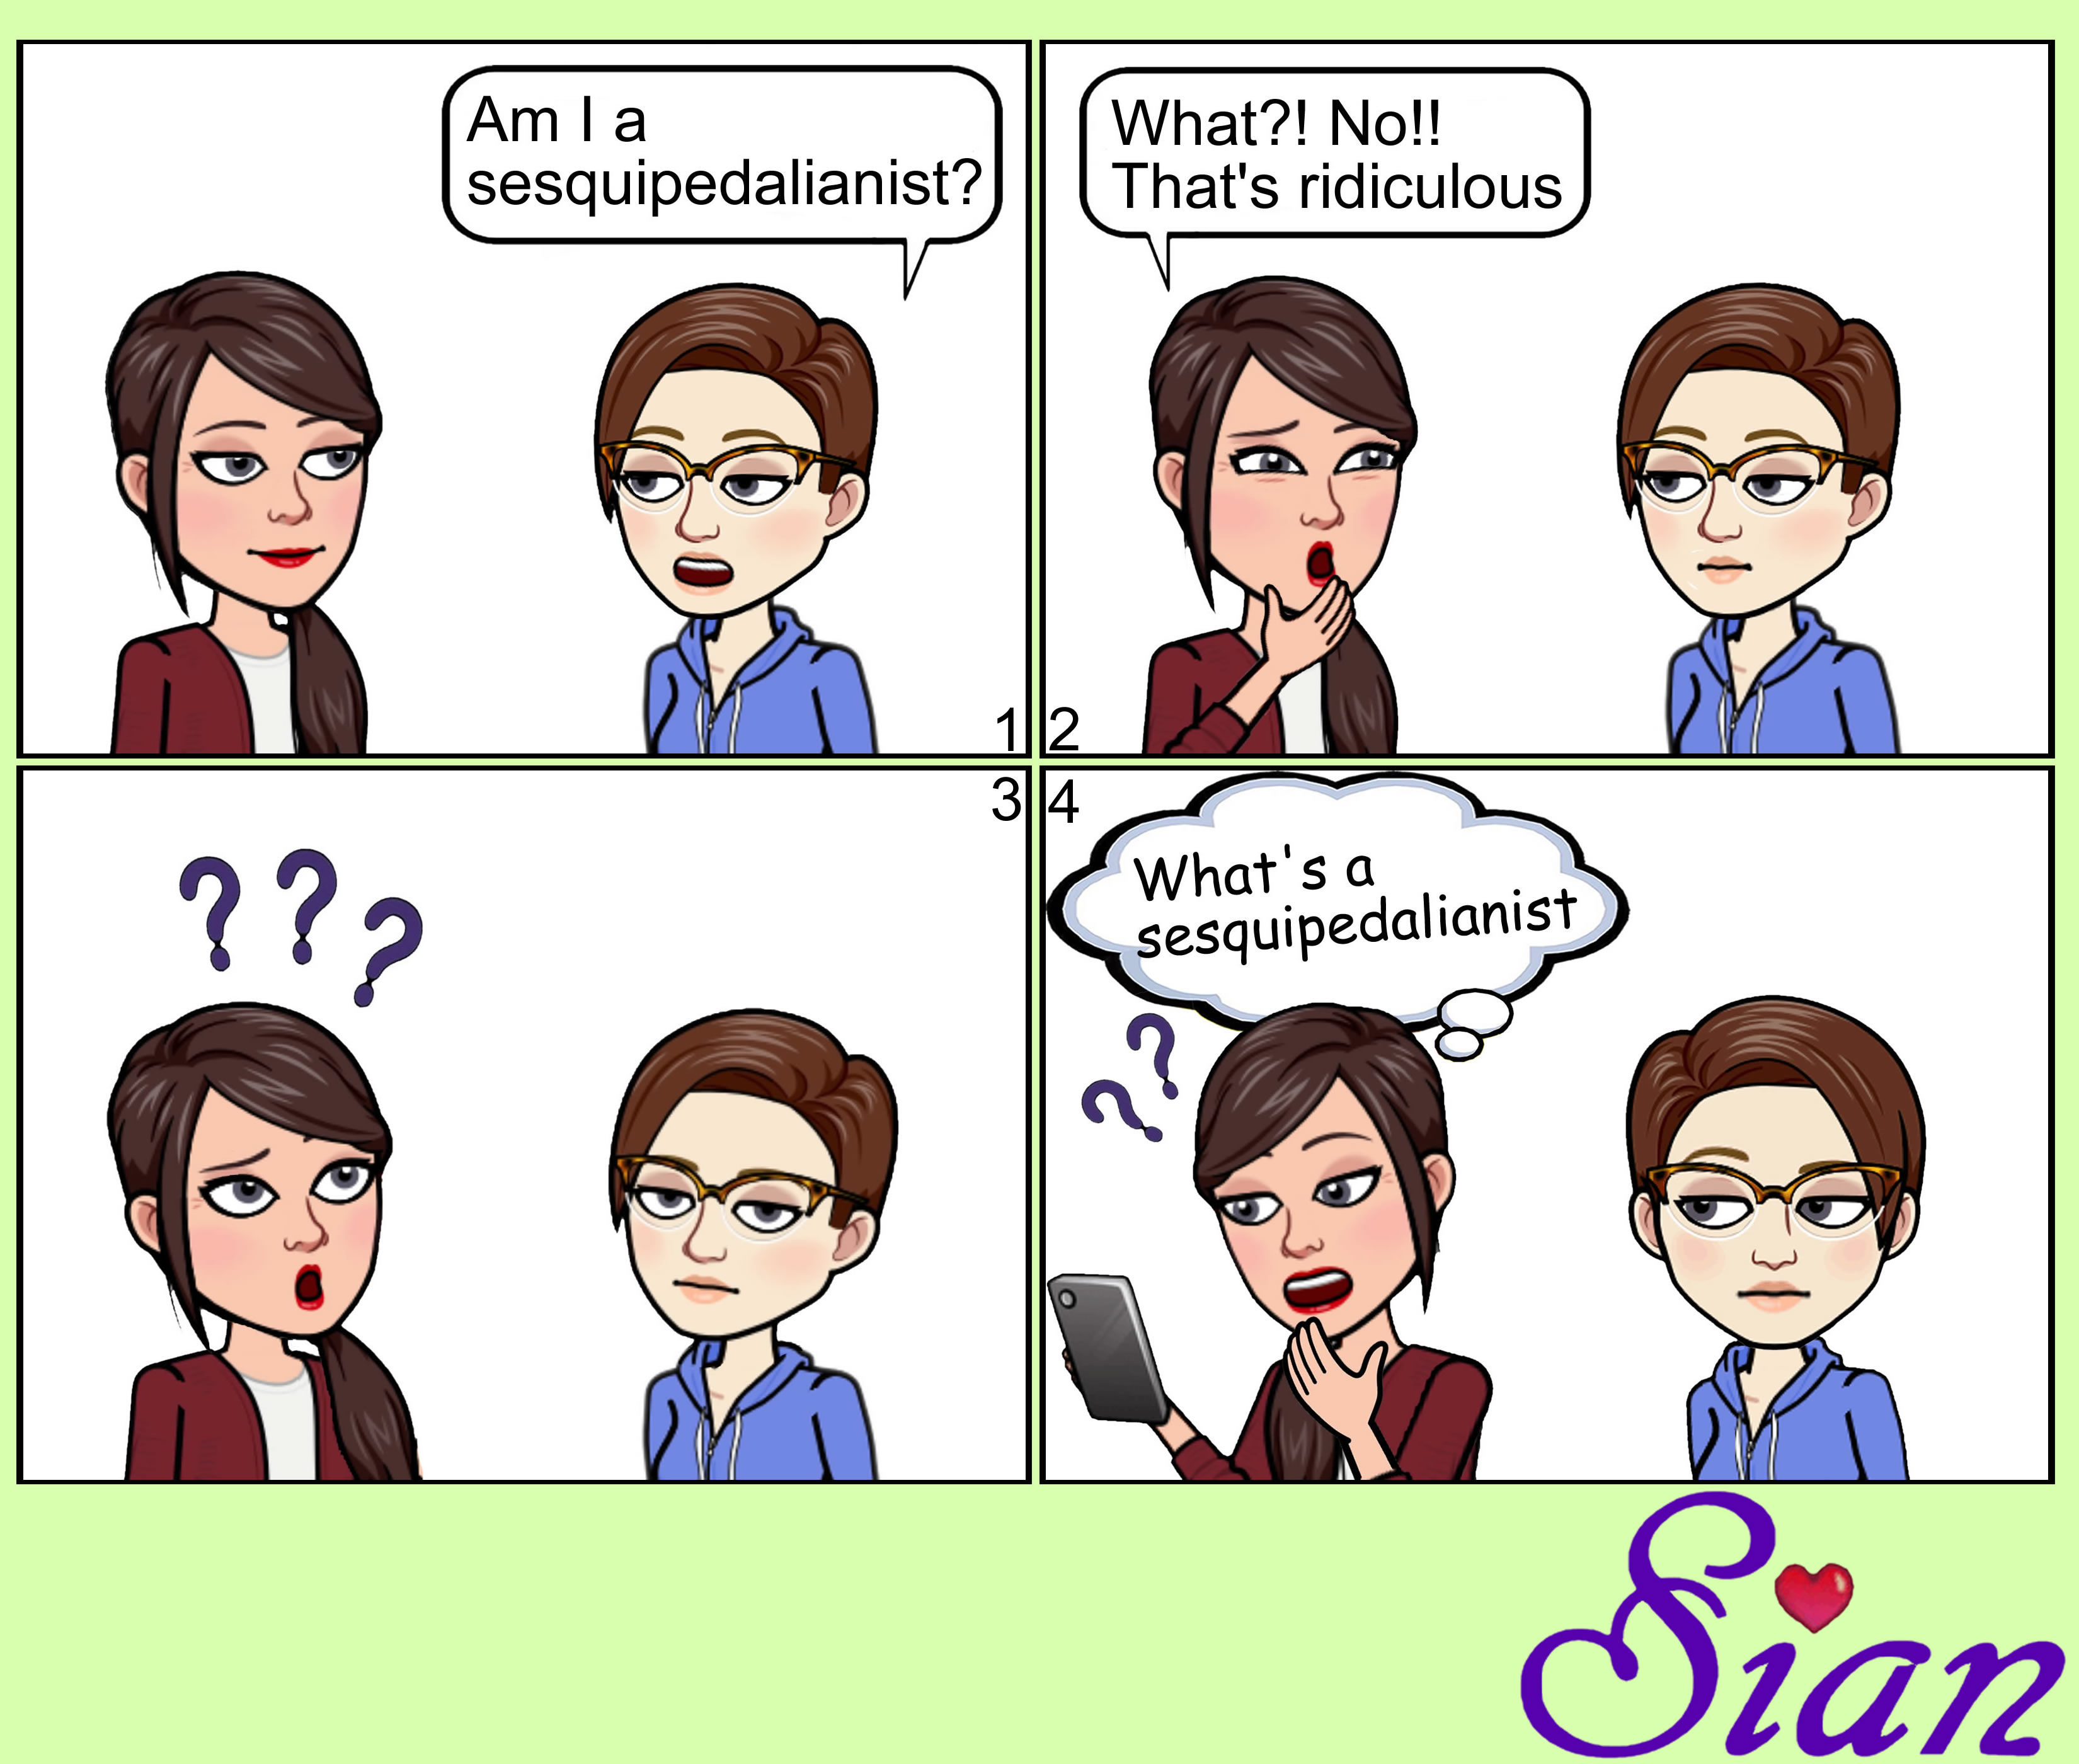 Am I a
sesquipedalianist?
1
What?! No!!
That's ridiculous
2
3
? ? ?
4
What's a
sesquipedalianist
? ?
Sian